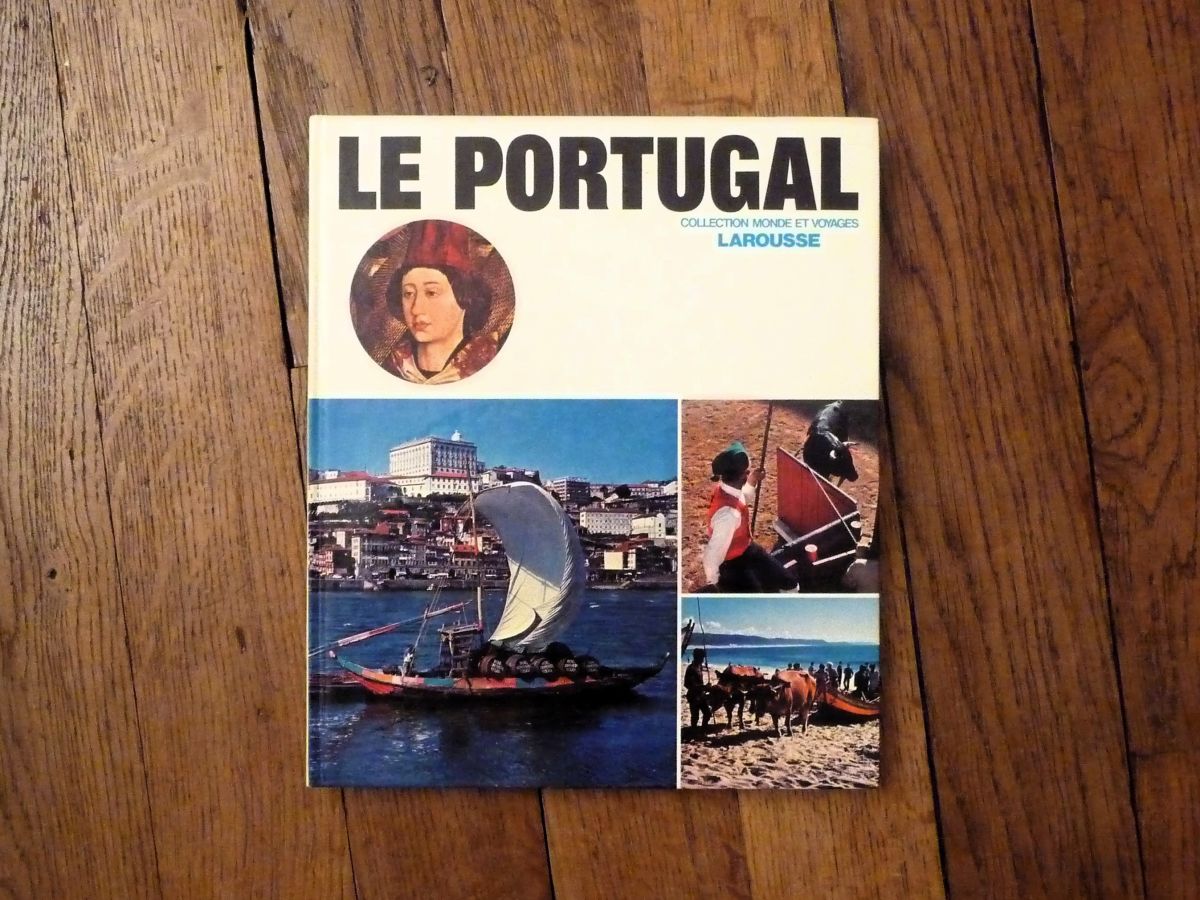 LE PORTUGAL
COLLECTION MONDE ET VOYAGES
LAROUSSE